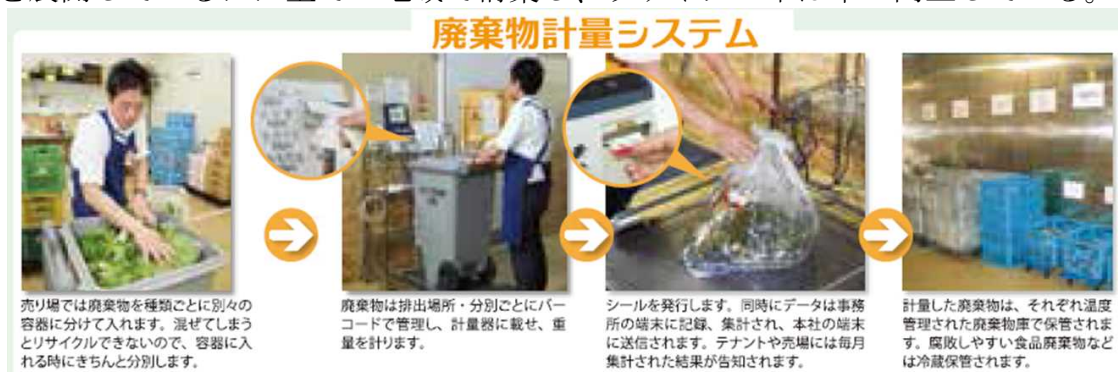 廃棄物計量システム
売り場では廃棄物を種類ごとに別々の
容器に分けて入れます。混ぜてしまう
とリサイクルできないので、容器に入
れる時にきちんと分別します。
廃棄物は排出場所・分別ごとにバー
コードで管理し、計量器に載せ、重
量を計ります。
シールを発行します。同時にデータは事務
所の端末に記録、集計され、本社の端末
に送信されます。テナントや売場には毎月
集計された結果が告知されます。
計量した廃棄物は、それぞれ温度
管理された廃棄物庫で保管されま
す。腐敗しやすい食品廃棄物など
は冷蔵保管されます。